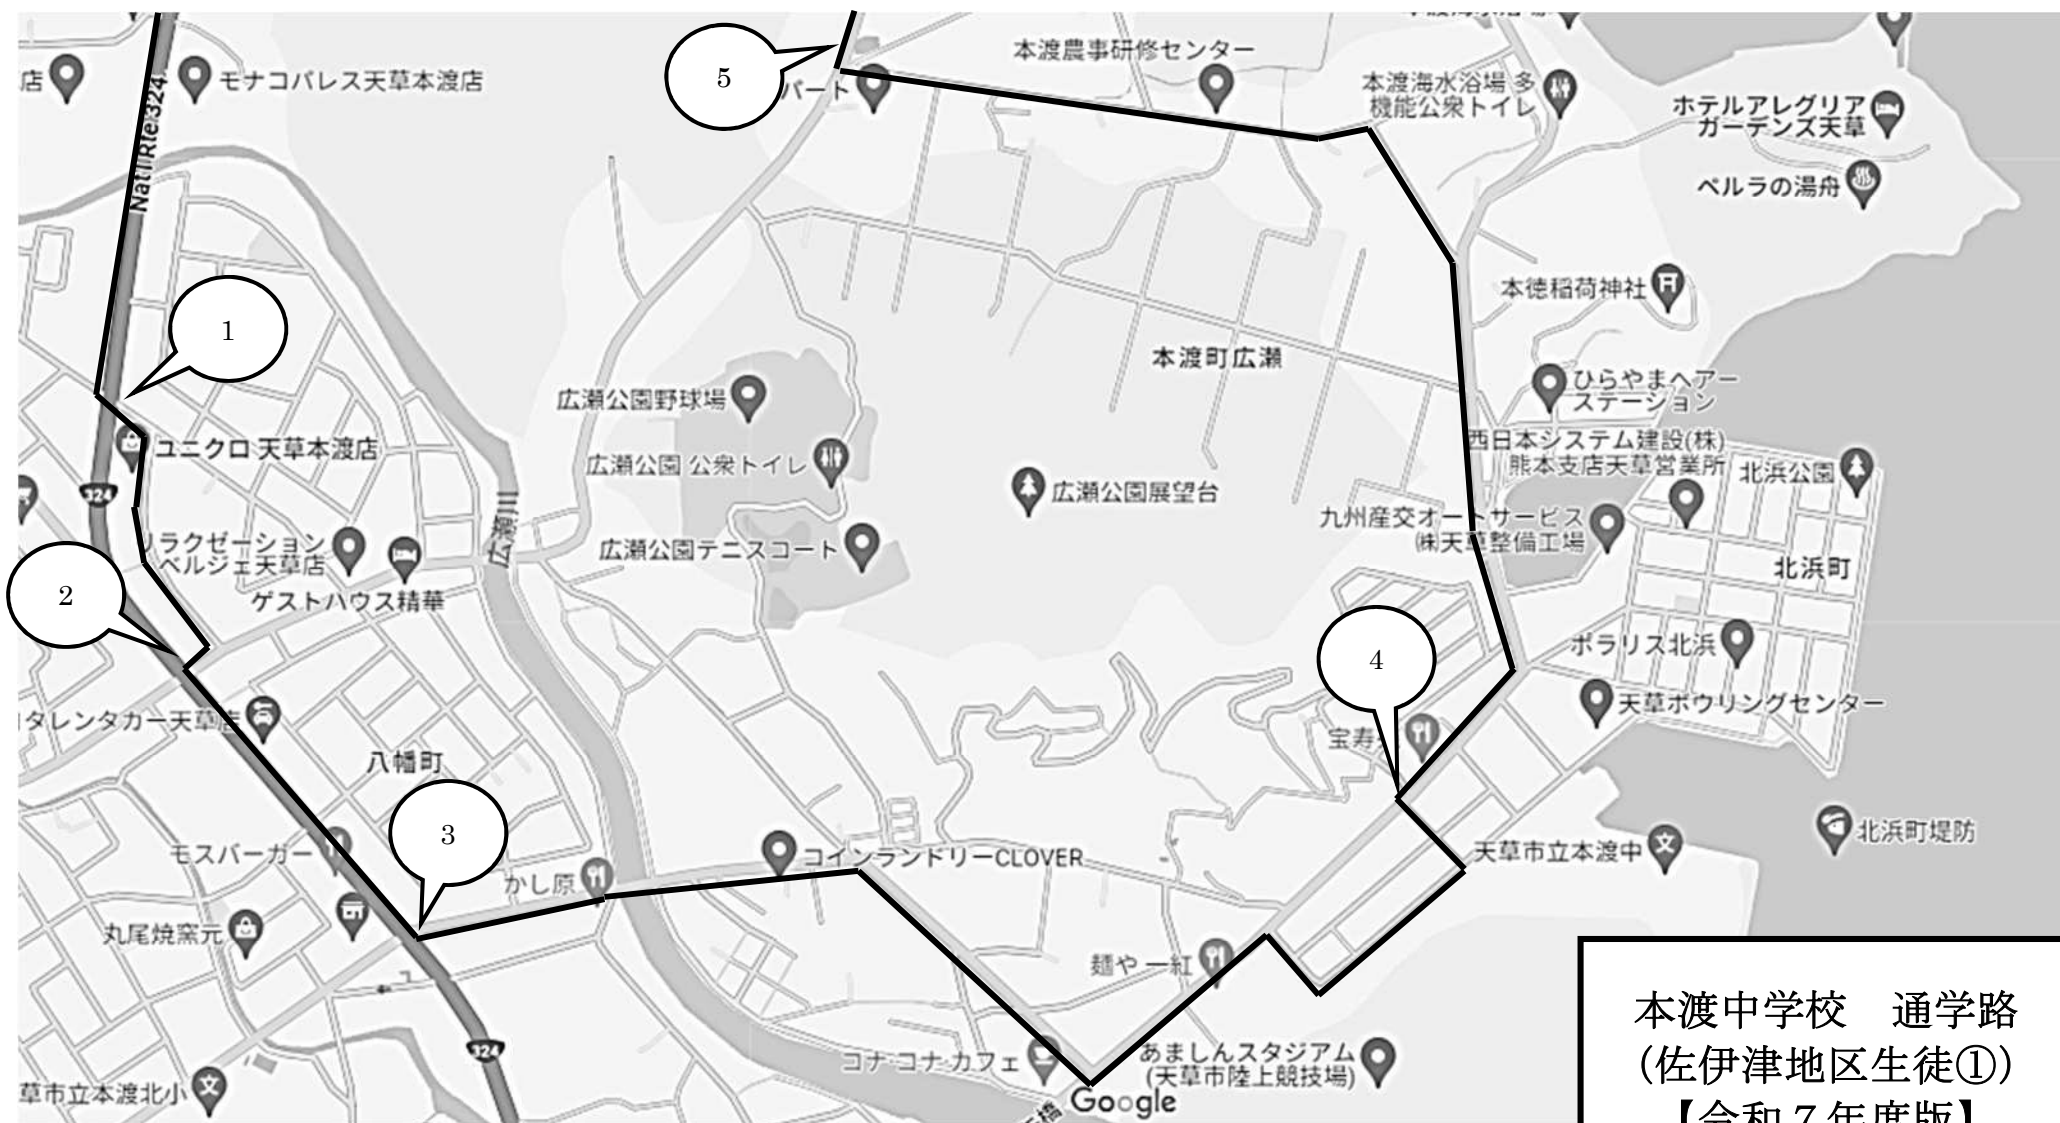 5
本渡農事研修センター
モナコパレス天草本渡店
店
パート
本渡海水浴場 多
機能公衆トイレ
ホテルアレグリア
ガーデンズ天草
Nat'l Rte 324
ペルラの湯舟
本徳稲荷神社
1
本渡町広瀬
ひらやまヘアー
ステーション
広瀬公園野球場
ユニクロ 天草本渡店
西日本システム建設(株)
熊本支店天草営業所
広瀬公園 公衆トイレ
北浜公園
324
広瀬公園展望台
広瀬川
九州産交オートサービス
㈱天草整備工場
リラクゼーション
ベルジェ天草店
広瀬公園テニスコート
北浜町
2
ゲストハウス精華
ポラリス北浜
4
天草ボウリングセンター
タレンタカー天草店
宝寿
八幡町
3
北浜町堤防
モスバーガー
コインランドリーCLOVER
天草市立本渡中
かし原
丸尾焼窯元
麺や 一紅
本渡中学校 通学路
324
コナ・コナ・カフェ
あましんスタジアム
(天草市陸上競技場)
(佐伊津地区生徒①)
草市立本渡北小
Google
橋
【令和7年度版】